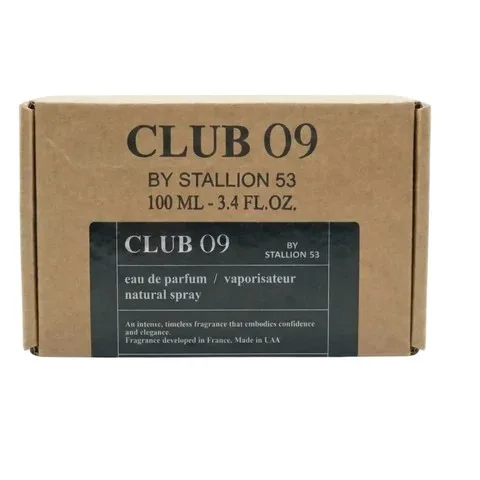 CLUB 09
BY STALLION 53
100 ML - 3.4 FL.OZ.
CLUB 09
BY
STALLION 53
eau de parfum / vaporisateur
natural spray
An intense, timeless fragrance that embodies confidence
and elegance.
Fragrance developed in France, Made in UAA